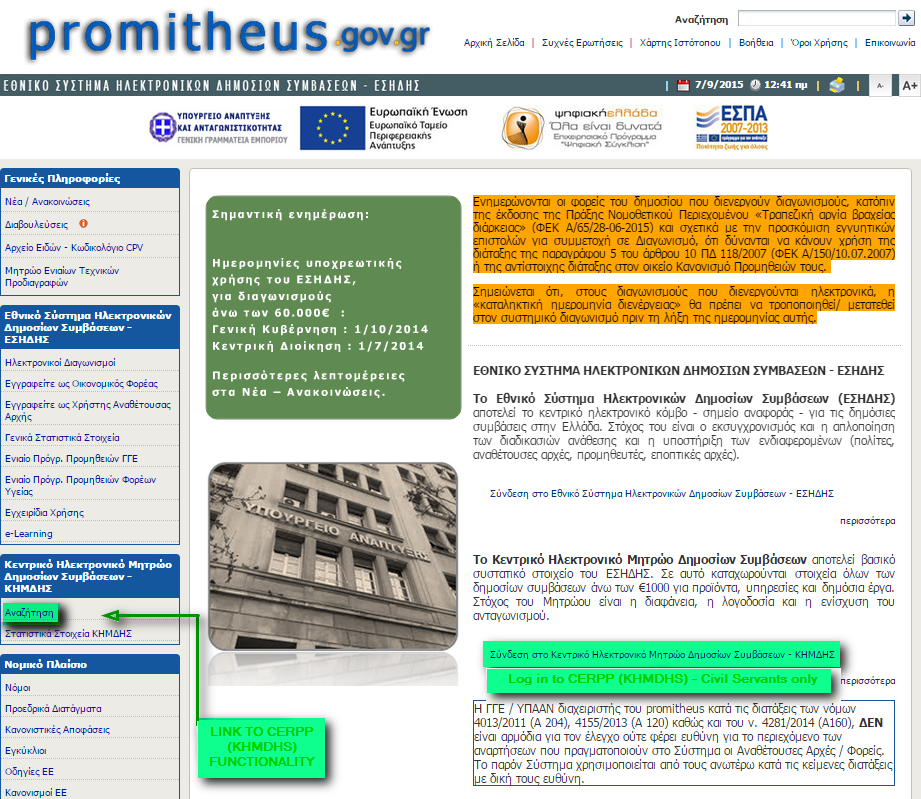 promitheus.gov.gr
Αναζήτηση
Αρχική Σελίδα | Συχνές Ερωτήσεις | Χάρτης Ιστότοπου | Βοήθεια | Όροι Χρήσης | Επικοινωνία
ΕΘΝΙΚΟ ΣΥΣΤΗΜΑ ΗΛΕΚΤΡΟΝΙΚΩΝ ΔΗΜΟΣΙΩΝ ΣΥΜΒΑΣΕΩΝ - ΕΣΗΔΗΣ
7/9/2015 12:41 πμ
A-
A+
ΥΠΟΥΡΓΕΙΟ ΑΝΑΠΤΥΞΗΣ
ΚΑΙ ΑΝΤΑΓΩΝΙΣΤΙΚΟΤΗΤΑΣ
ΓΕΝΙΚΗ ΓΡΑΜΜΑΤΕΙΑ ΕΜΠΟΡΙΟΥ
Ευρωπαϊκή Ένωση
Ευρωπαϊκό Ταμείο
Περιφερειακής
Ανάπτυξης
ψηφιακή ελλάδα
Όλα είναι δυνατά
Επιχειρησιακό Πρόγραμμα
"Ψηφιακή Σύγκλιση"
ΕΣΠΑ
2007-2013
Ποιότητα ζωής για όλους
Γενικές Πληροφορίες
Νέα / Ανακοινώσεις
Διαβουλεύσεις
Αρχείο Ειδών - Κωδικολόγιο CPV
Μητρώο Ενιαίων Τεχνικών
Προδιαγραφών
Εθνικό Σύστημα Ηλεκτρονικών
Δημοσίων Συμβάσεων -
ΕΣΗΔΗΣ
Ηλεκτρονικοί Διαγωνισμοί
Εγγραφείτε ως Οικονομικός Φορέας
Εγγραφείτε ως Χρήστης Αναθέτουσας
Αρχής
Γενικά Στατιστικά Στοιχεία
Ενιαίο Πρόγρ. Προμηθειών ΓΓΕ
Ενιαίο Πρόγρ. Προμηθειών Φορέων
Υγείας
Εγχειρίδια Χρήσης
e-Learning
Κεντρικό Ηλεκτρονικό Μητρώο
Δημοσίων Συμβάσεων -
ΚΗΜΔΗΣ
Αναζήτηση
Στατιστικά Στοιχεία ΚΗΜΔΗΣ
Νομικό Πλαίσιο
Νόμοι
Προεδρικά Διατάγματα
Κανονιστικές Αποφάσεις
Εγκύκλιοι
Οδηγίες ΕΕ
Κανονισμοί ΕΕ
LINK TO CERPP
(KHMDHS)
FUNCTIONALITY
Σημαντική ενημέρωση:
Ημερομηνίες υποχρεωτικής
χρήσης του ΕΣΗΔΗΣ,
για διαγωνισμούς
άνω των 60.000€ :
Γενική Κυβέρνηση : 1/10/2014
Κεντρική Διοίκηση : 1/7/2014
Περισσότερες λεπτομέρειες
στα Νέα – Ανακοινώσεις.
ΥΠΟΥΡΓΕΙΟ ΑΝΑΠΤΥΞΗΣ
Ενημερώνονται οι φορείς του δημοσίου που διενεργούν διαγωνισμούς, κατόπιν
της έκδοσης της Πράξης Νομοθετικού Περιεχομένου «Τραπεζική αργία βραχείας
διάρκειας» (ΦΕΚ Α/65/28-06-2015) και σχετικά με την προσκόμιση εγγυητικών
επιστολών για συμμετοχή σε Διαγωνισμό, ότι δύνανται να κάνουν χρήση της
διάταξης της παραγράφου 5 του άρθρου 10 ΠΔ 118/2007 (ΦΕΚ Α/150/10.07.2007)
ή της αντίστοιχης διάταξης στον οικείο Κανονισμό Προμηθειών τους.
Σημειώνεται ότι, στους διαγωνισμούς που διενεργούνται ηλεκτρονικά, η
«καταληκτική ημερομηνία διενέργειας» θα πρέπει να τροποποιηθεί/ μετατεθεί
στον συστημικό διαγωνισμό πριν τη λήξη της ημερομηνίας αυτής.
ΕΘΝΙΚΟ ΣΥΣΤΗΜΑ ΗΛΕΚΤΡΟΝΙΚΩΝ ΔΗΜΟΣΙΩΝ ΣΥΜΒΑΣΕΩΝ - ΕΣΗΔΗΣ
Το Εθνικό Σύστημα Ηλεκτρονικών Δημοσίων Συμβάσεων (ΕΣΗΔΗΣ)
αποτελεί το κεντρικό ηλεκτρονικό κόμβο - σημείο αναφοράς - για τις δημόσιες
συμβάσεις στην Ελλάδα. Στόχος του είναι ο εκσυγχρονισμός και η απλοποίηση
των διαδικασιών ανάθεσης και η υποστήριξη των ενδιαφερομένων (πολίτες,
αναθέτουσες αρχές, προμηθευτές, εποπτικές αρχές).
Σύνδεση στο Εθνικό Σύστημα Ηλεκτρονικών Δημοσίων Συμβάσεων - ΕΣΗΔΗΣ
περισσότερα
Το Κεντρικό Ηλεκτρονικό Μητρώο Δημοσίων Συμβάσεων αποτελεί βασικό
συστατικό στοιχείο του ΕΣΗΔΗΣ. Σε αυτό καταχωρούνται στοιχεία όλων των
δημοσίων συμβάσεων άνω των €1000 για προϊόντα, υπηρεσίες και δημόσια έργα.
Στόχος του Μητρώου είναι η διαφάνεια, η λογοδοσία και η ενίσχυση του
ανταγωνισμού.
Σύνδεση στο Κεντρικό Ηλεκτρονικό Μητρώο Δημοσίων Συμβάσεων - ΚΗΜΔΗΣ
Log in to CERPP (KHMDHS) - Civil Servants only
περισσότερα
Η ΓΓΕ / ΥΠΑΑΝ διαχειριστής του promitheus κατά τις διατάξεις των νόμων
4013/2011 (Α 204), 4155/2013 (Α 120) καθώς και του ν. 4281/2014 (Α160), ΔΕΝ
είναι αρμόδια για τον έλεγχο ούτε φέρει ευθύνη για το περιεχόμενο των
αναρτήσεων που πραγματοποιούν στο Σύστημα οι Αναθέτουσες Αρχές / Φορείς.
Το παρόν Σύστημα χρησιμοποιείται από τους ανωτέρω κατά τις κείμενες διατάξεις
με δική τους ευθύνη.